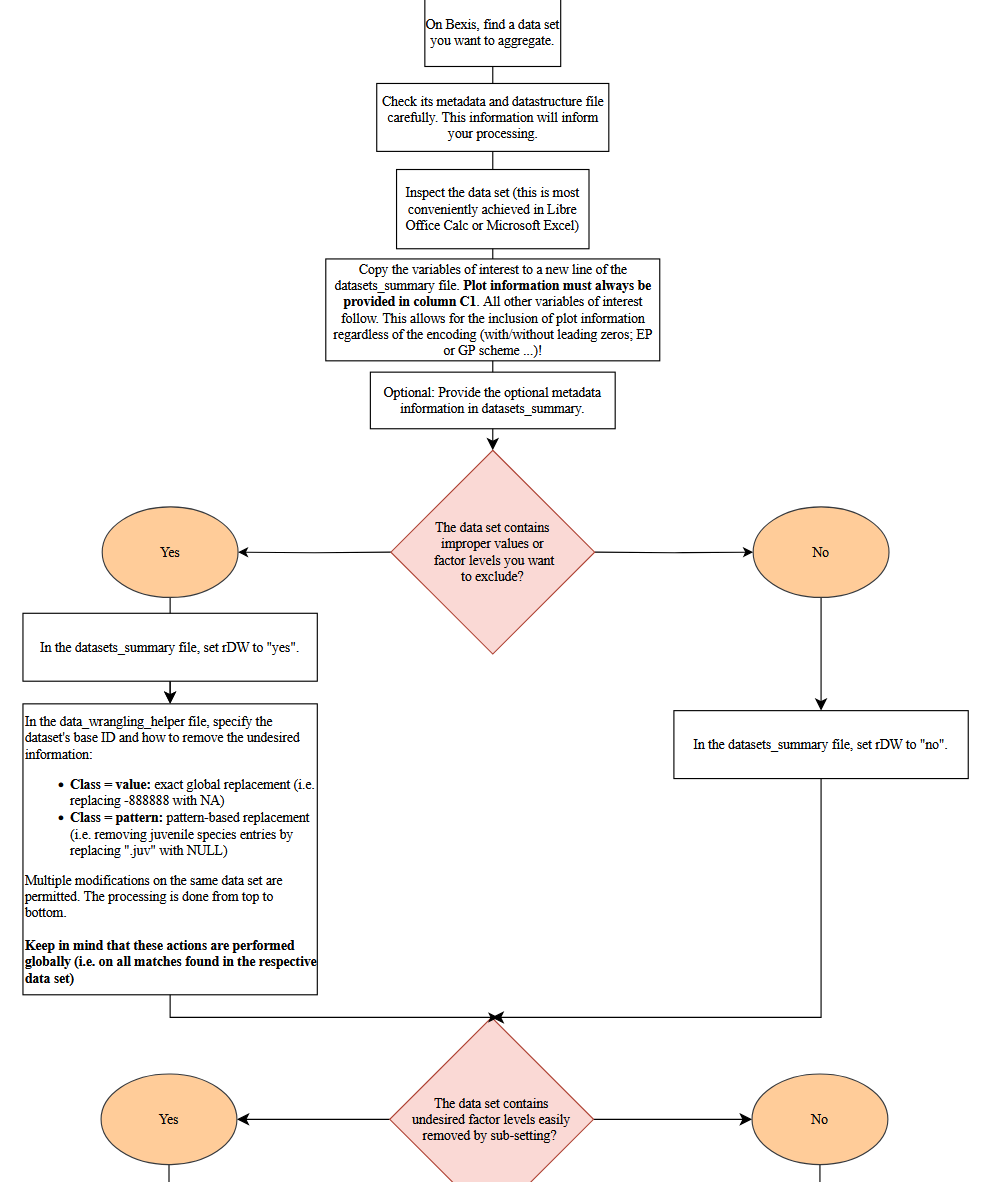 On Bexis, find a data set
you want to aggregate.
Check its metadata and datastructure file
carefully. This information will inform
your processing.
Inspect the data set (this is most
conveniently achieved in Libre
Office Calc or Microsoft Excel)
Copy the variables of interest to a new line of the
datasets_summary file. Plot information must always be
provided in column C1. All other variables of interest
follow. This allows for the inclusion of plot information
regardless of the encoding (with/without leading zeros; EP
or GP scheme ...)!
Optional: Provide the optional metadata
information in datasets_summary.
The data set contains
improper values or
factor levels you want
to exclude?
Yes
No
In the datasets_summary file, set rDW to "yes".
In the data_wrangling_helper file, specify the
dataset's base ID and how to remove the undesired
information:
• Class = value: exact global replacement (i.e.
replacing -888888 with NA)
• Class = pattern: pattern-based replacement
(i.e. removing juvenile species entries by
replacing ".juv" with NULL)
Multiple modifications on the same data set are
permitted. The processing is done from top to
bottom.
Keep in mind that these actions are performed
globally (i.e. on all matches found in the respective
data set)
In the datasets_summary file, set rDW to "no".
The data set contains
undesired factor levels easily
removed by sub-setting?
Yes
No